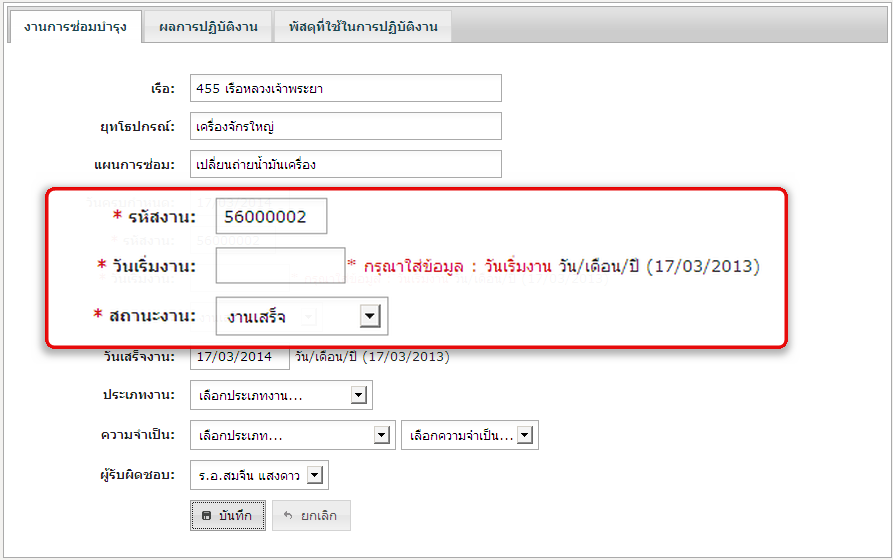 งานการซ่อมบำรุง ผลการปฏิบัติงาน พัสดุที่ใช้ในการปฏิบัติงาน
เรือ: 455 เรือหลวงเจ้าพระยา
ยุทโธปกรณ์: เครื่องจักรใหญ่
แผนการซ่อม: เปลี่ยนถ่ายน้ำมันเครื่อง
* รหัสงาน: 56000002
* วันเริ่มงาน: * กรุณาใส่ข้อมูล : วันเริ่มงาน วัน/เดือน/ปี (17/03/2013)
* สถานะงาน: งานเสร็จ
วันเสร็จงาน: 17/03/2014 วัน/เดือน/ปี (17/03/2013)
ประเภทงาน: เลือกประเภทงาน...
ความจำเป็น: เลือกประเภท... เลือกความจำเป็น...
ผู้รับผิดชอบ: ร.อ.สมจีน แสงดาว
บันทึก ยกเลิก